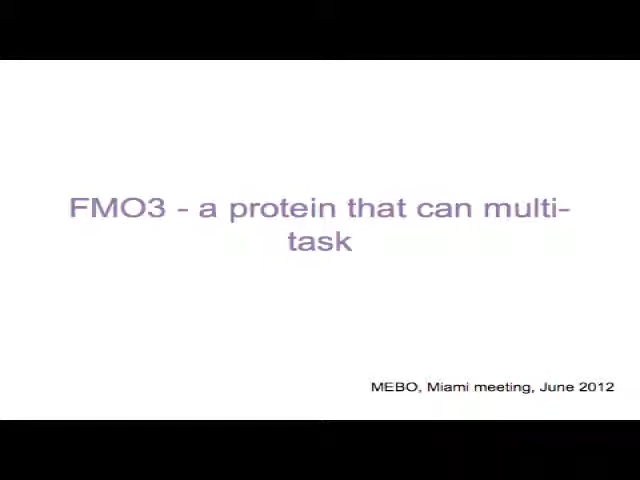 FMO3 - a protein that can multi-
task
MEBO, Miami meeting, June 2012